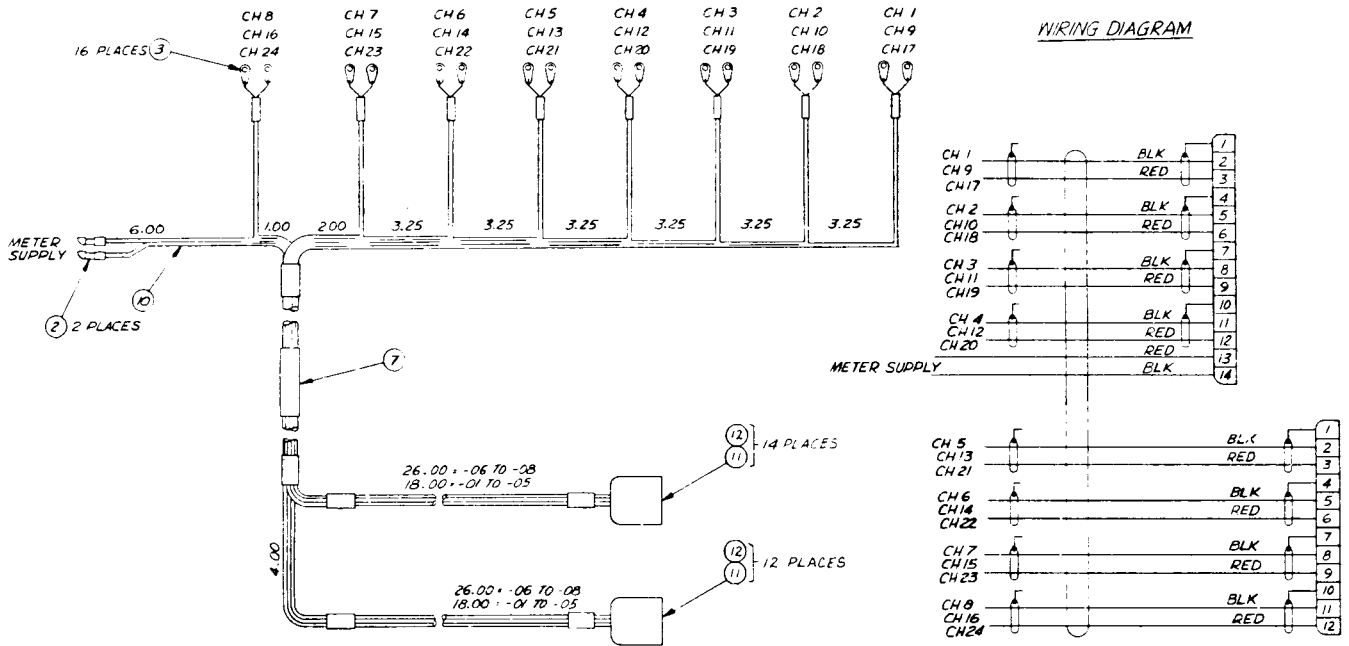 CH 8 CH 7 CH 6 CH 5 CH 4 CH 3 CH 2 CH 1
CH 16 CH 15 CH 14 CH 13 CH 12 CH 11 CH 10 CH 9
CH 24 CH 23 CH 22 CH 21 CH 20 CH 19 CH 18 CH 17
16 PLACES 3
6.00 1.00 2.00 3.25 3.25 3.25 3.25 3.25 3.25
METER
SUPPLY
10
2 2 PLACES
7
12
11
14 PLACES
26.00 = -06 TO -08
18.00 = -01 TO -05
4.00
12
11
12 PLACES
26.00 = -06 TO -08
18.00 = -01 TO -05
WIRING DIAGRAM
1
CH 1 BLK 2
CH 9 RED 3
CH 17
4
CH 2 BLK 5
CH 10 RED 6
CH 18
7
CH 3 BLK 8
CH 11 RED 9
CH 19
10
CH 4 BLK 11
CH 12 RED 12
CH 20
RED 13
METER SUPPLY BLK 14
1
CH 5 BLK 2
CH 13 RED 3
CH 21
4
CH 6 BLK 5
CH 14 RED 6
CH 22
7
CH 7 BLK 8
CH 15 RED 9
CH 23
10
CH 8 BLK 11
CH 16 RED 12
CH 24